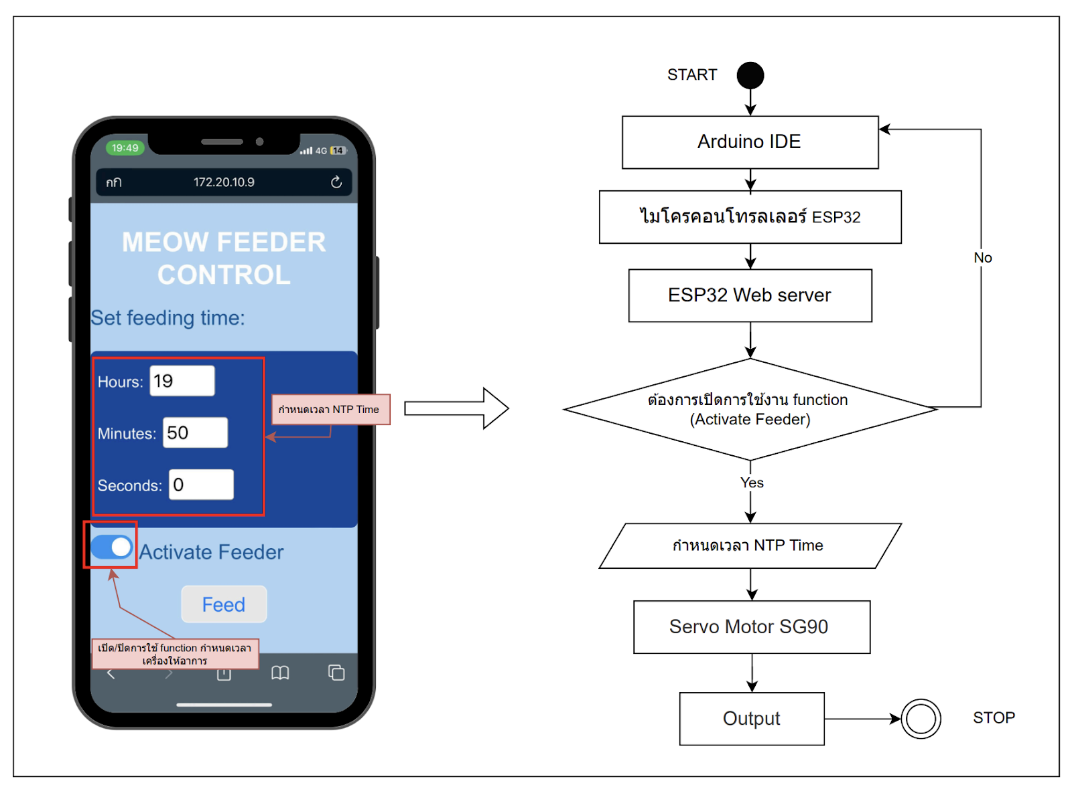 19:49
4G 14
กก
172.20.10.9
MEOW FEEDER
CONTROL
Set feeding time:
Hours: 19
Minutes: 50
Seconds: 0
กำหนดเวลา NTP Time
Activate Feeder
Feed
เปิด/ปิดการใช้ function กำหนดเวลา
เครื่องให้อาการ
START
Arduino IDE
ไมโครคอนโทรลเลอร์ ESP32
ESP32 Web server
ต้องการเปิดการใช้งาน function
(Activate Feeder)
No
Yes
กำหนดเวลา NTP Time
Servo Motor SG90
Output
STOP